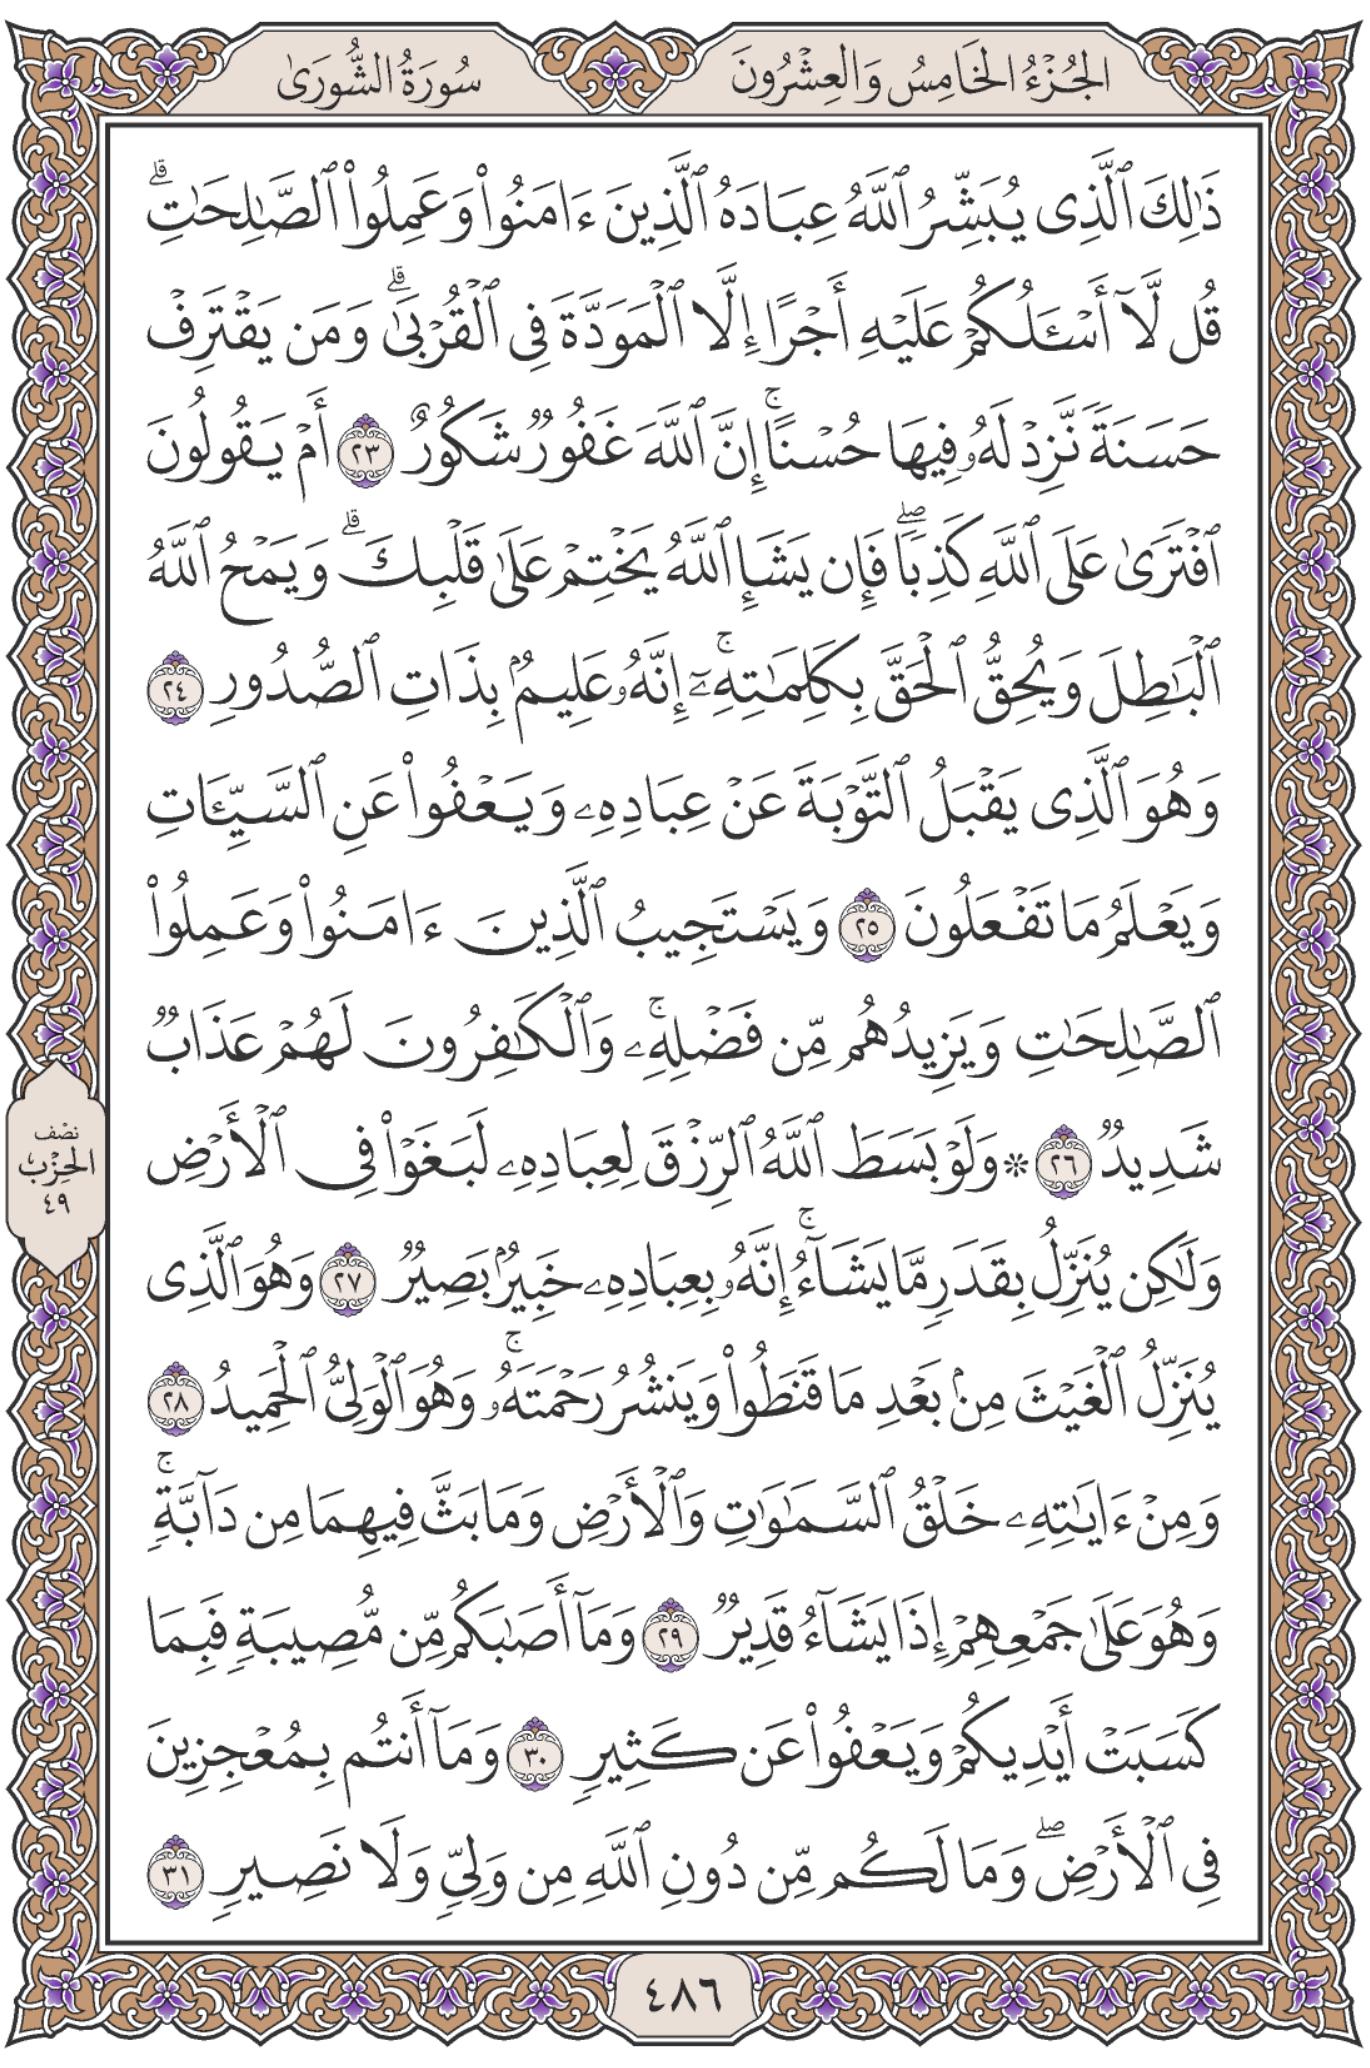 الجُزْءُ الخَامِسُ وَالعِشْرُونَ
سُورَةُ الشُّورَىٰ
ذَٰلِكَ ٱلَّذِى يُبَشِّرُ ٱللَّهُ عِبَادَهُ ٱلَّذِينَ ءَامَنُوا۟ وَعَمِلُوا۟ ٱلصَّـٰلِحَـٰتِ ۗ
قُل لَّآ أَسْـَٔلُكُمْ عَلَيْهِ أَجْرًا إِلَّا ٱلْمَوَدَّةَ فِى ٱلْقُرْبَىٰ ۗ وَمَن يَقْتَرِفْ
حَسَنَةً نَّزِدْ لَهُۥ فِيهَا حُسْنًا ۚ إِنَّ ٱللَّهَ غَفُورٌ شَكُورٌ ٢٣ أَمْ يَقُولُونَ
ٱفْتَرَىٰ عَلَى ٱللَّهِ كَذِبًا ۖ فَإِن يَشَإِ ٱللَّهُ يَخْتِمْ عَلَىٰ قَلْبِكَ ۗ وَيَمْحُ ٱللَّهُ
ٱلْبَـٰطِلَ وَيُحِقُّ ٱلْحَقَّ بِكَلِمَـٰتِهِۦٓ ۚ إِنَّهُۥ عَلِيمٌۢ بِذَاتِ ٱلصُّدُورِ ٢٤
وَهُوَ ٱلَّذِى يَقْبَلُ ٱلتَّوْبَةَ عَنْ عِبَادِهِۦ وَيَعْفُوا۟ عَنِ ٱلسَّيِّـَٔاتِ
وَيَعْلَمُ مَا تَفْعَلُونَ ٢٥ وَيَسْتَجِيبُ ٱلَّذِينَ ءَامَنُوا۟ وَعَمِلُوا۟
ٱلصَّـٰلِحَـٰتِ وَيَزِيدُهُم مِّن فَضْلِهِۦ ۚ وَٱلْكَـٰفِرُونَ لَهُمْ عَذَابٌ
شَدِيدٌ ٢٦ ۞ وَلَوْ بَسَطَ ٱللَّهُ ٱلرِّزْقَ لِعِبَادِهِۦ لَبَغَوْا۟ فِى ٱلْأَرْضِ
وَلَـٰكِن يُنَزِّلُ بِقَدَرٍ مَّا يَشَآءُ ۚ إِنَّهُۥ بِعِبَادِهِۦ خَبِيرٌۢ بَصِيرٌ ٢٧ وَهُوَ ٱلَّذِى
يُنَزِّلُ ٱلْغَيْثَ مِنۢ بَعْدِ مَا قَنَطُوا۟ وَيَنشُرُ رَحْمَتَهُۥ ۚ وَهُوَ ٱلْوَلِىُّ ٱلْحَمِيدُ ٢٨
وَمِنْ ءَايَـٰتِهِۦ خَلْقُ ٱلسَّمَـٰوَٰتِ وَٱلْأَرْضِ وَمَا بَثَّ فِيهِمَا مِن دَآبَّةٍ ۚ
وَهُوَ عَلَىٰ جَمْعِهِمْ إِذَا يَشَآءُ قَدِيرٌ ٢٩ وَمَآ أَصَـٰبَكُم مِّن مُّصِيبَةٍ فَبِمَا
كَسَبَتْ أَيْدِيكُمْ وَيَعْفُوا۟ عَن كَثِيرٍ ٣٠ وَمَآ أَنتُم بِمُعْجِزِينَ
فِى ٱلْأَرْضِ ۖ وَمَا لَكُم مِّن دُونِ ٱللَّهِ مِن وَلِىٍّ وَلَا نَصِيرٍ ٣١
نِصْف
الحِزْب
٤٩
٤٨٦